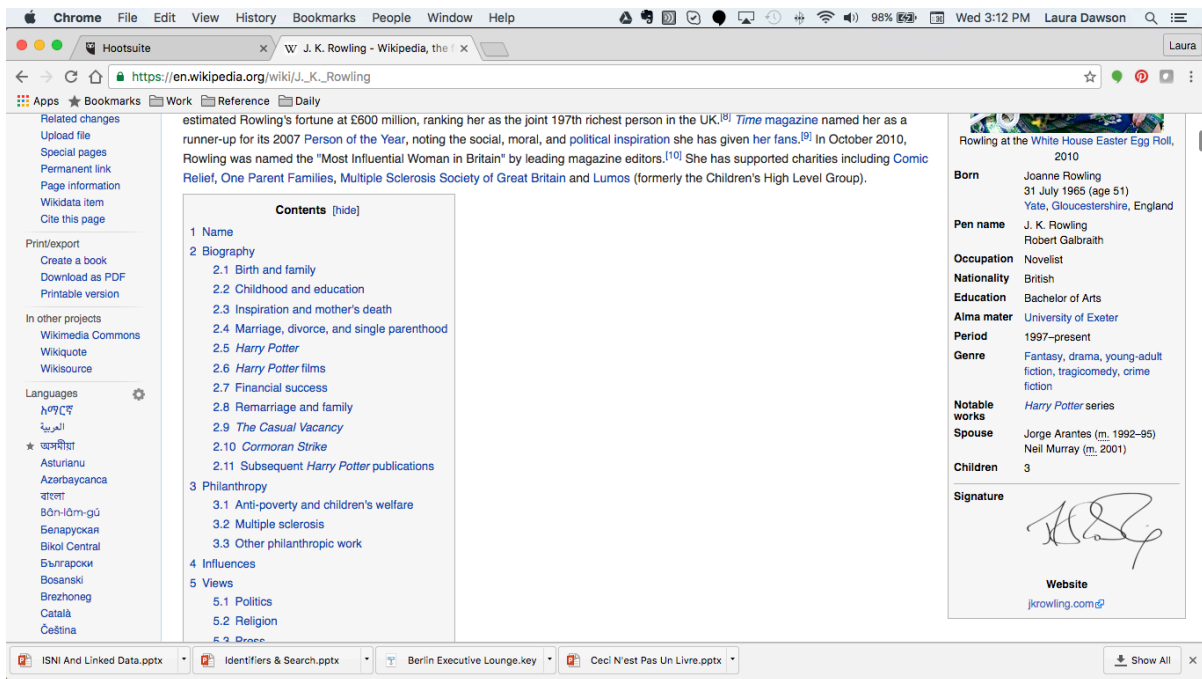 Chrome File Edit View History Bookmarks People Window Help 98% Wed 3:12 PM Laura Dawson
Hootsuite
W J. K. Rowling - Wikipedia, the f
Laura
https://en.wikipedia.org/wiki/J._K._Rowling
Apps Bookmarks Work Reference Daily
Related changes
Upload file
Special pages
Permanent link
Page information
Wikidata item
Cite this page
Print/export
Create a book
Download as PDF
Printable version
In other projects
Wikimedia Commons
Wikiquote
Wikisource
Languages
አማርኛ
العربية
অসমীয়া
Asturianu
Azərbaycanca
বাংলা
Bân-lâm-gú
Беларуская
Bikol Central
Български
Bosanski
Brezhoneg
Català
Čeština
estimated Rowling's fortune at £600 million, ranking her as the joint 197th richest person in the UK.[8] Time magazine named her as a
runner-up for its 2007 Person of the Year, noting the social, moral, and political inspiration she has given her fans.[9] In October 2010,
Rowling was named the "Most Influential Woman in Britain" by leading magazine editors.[10] She has supported charities including Comic
Relief, One Parent Families, Multiple Sclerosis Society of Great Britain and Lumos (formerly the Children's High Level Group).
Contents [hide]
1 Name
2 Biography
2.1 Birth and family
2.2 Childhood and education
2.3 Inspiration and mother's death
2.4 Marriage, divorce, and single parenthood
2.5 Harry Potter
2.6 Harry Potter films
2.7 Financial success
2.8 Remarriage and family
2.9 The Casual Vacancy
2.10 Cormoran Strike
2.11 Subsequent Harry Potter publications
3 Philanthropy
3.1 Anti-poverty and children's welfare
3.2 Multiple sclerosis
3.3 Other philanthropic work
4 Influences
5 Views
5.1 Politics
5.2 Religion
5.3 Press
Rowling at the White House Easter Egg Roll,
2010
Born Joanne Rowling
31 July 1965 (age 51)
Yate, Gloucestershire, England
Pen name J. K. Rowling
Robert Galbraith
Occupation Novelist
Nationality British
Education Bachelor of Arts
Alma mater University of Exeter
Period 1997–present
Genre Fantasy, drama, young-adult
fiction, tragicomedy, crime
fiction
Notable Harry Potter series
works
Spouse Jorge Arantes (m. 1992–95)
Neil Murray (m. 2001)
Children 3
Signature
Website
jkrowling.com
ISNI And Linked Data.pptx Identifiers & Search.pptx Berlin Executive Lounge.key Ceci N'est Pas Un Livre.pptx Show All